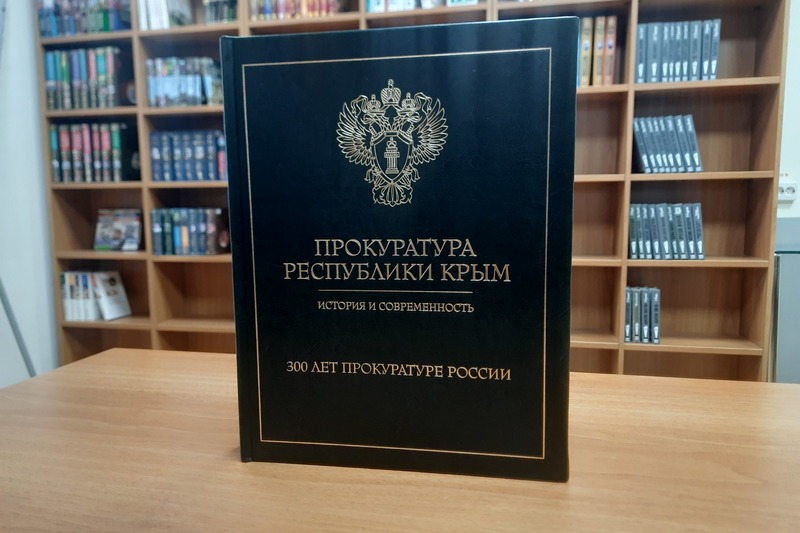 ПРОКУРАТУРА
РЕСПУБЛИКИ КРЫМ
ИСТОРИЯ И СОВРЕМЕННОСТЬ
300 ЛЕТ ПРОКУРАТУРЕ РОССИИ